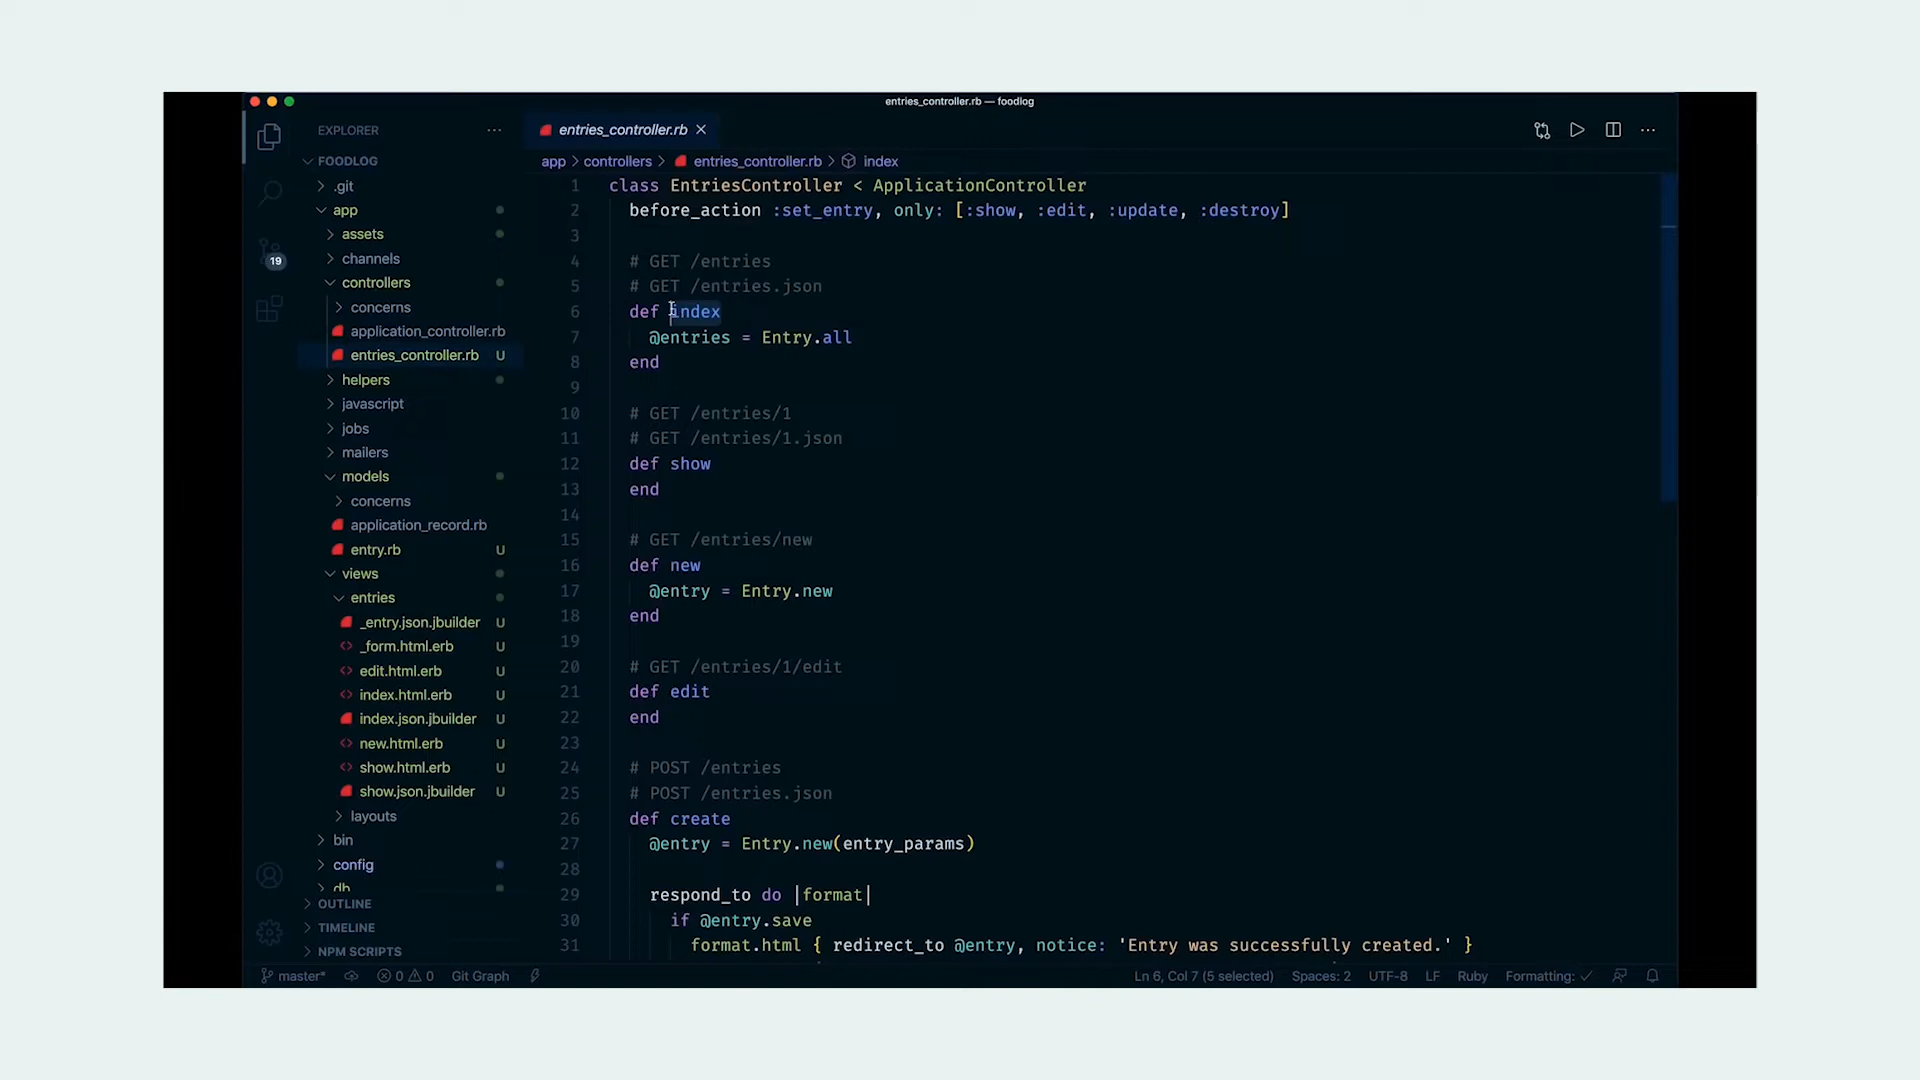 entries_controller.rb — foodlog
EXPLORER
FOODLOG
.git
app
assets
channels
controllers
concerns
application_controller.rb
entries_controller.rb U
helpers
javascript
jobs
mailers
models
concerns
application_record.rb
entry.rb U
views
entries
_entry.json.jbuilder U
_form.html.erb U
edit.html.erb U
index.html.erb U
index.json.jbuilder U
new.html.erb U
show.html.erb U
show.json.jbuilder U
layouts
bin
config
db
OUTLINE
TIMELINE
NPM SCRIPTS
19
entries_controller.rb
app > controllers > entries_controller.rb > index
1 class EntriesController < ApplicationController
2 before_action :set_entry, only: [:show, :edit, :update, :destroy]
3
4 # GET /entries
5 # GET /entries.json
6 def index
7 @entries = Entry.all
8 end
9
10 # GET /entries/1
11 # GET /entries/1.json
12 def show
13 end
14
15 # GET /entries/new
16 def new
17 @entry = Entry.new
18 end
19
20 # GET /entries/1/edit
21 def edit
22 end
23
24 # POST /entries
25 # POST /entries.json
26 def create
27 @entry = Entry.new(entry_params)
28
29 respond_to do |format|
30 if @entry.save
31 format.html { redirect_to @entry, notice: 'Entry was successfully created.' }
master* 0 0 Git Graph Ln 6, Col 7 (5 selected) Spaces: 2 UTF-8 LF Ruby Formatting: ✓